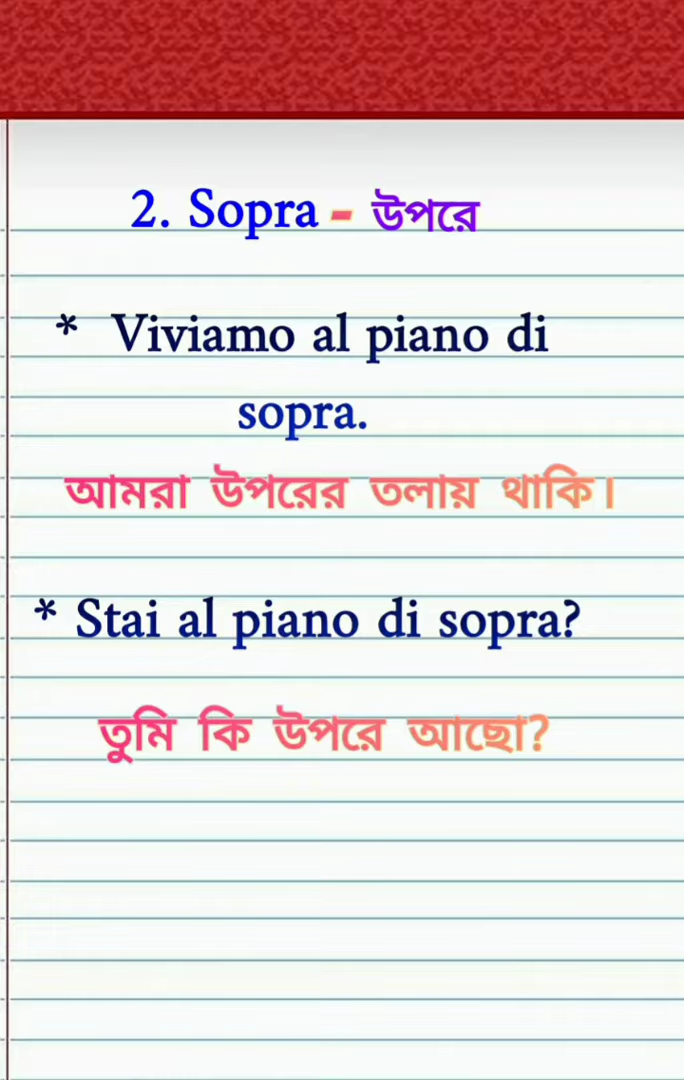 2. Sopra - উপরে
* Viviamo al piano di
sopra.
আমরা উপরের তলায় থাকি।
* Stai al piano di sopra?
তুমি কি উপরে আছো?